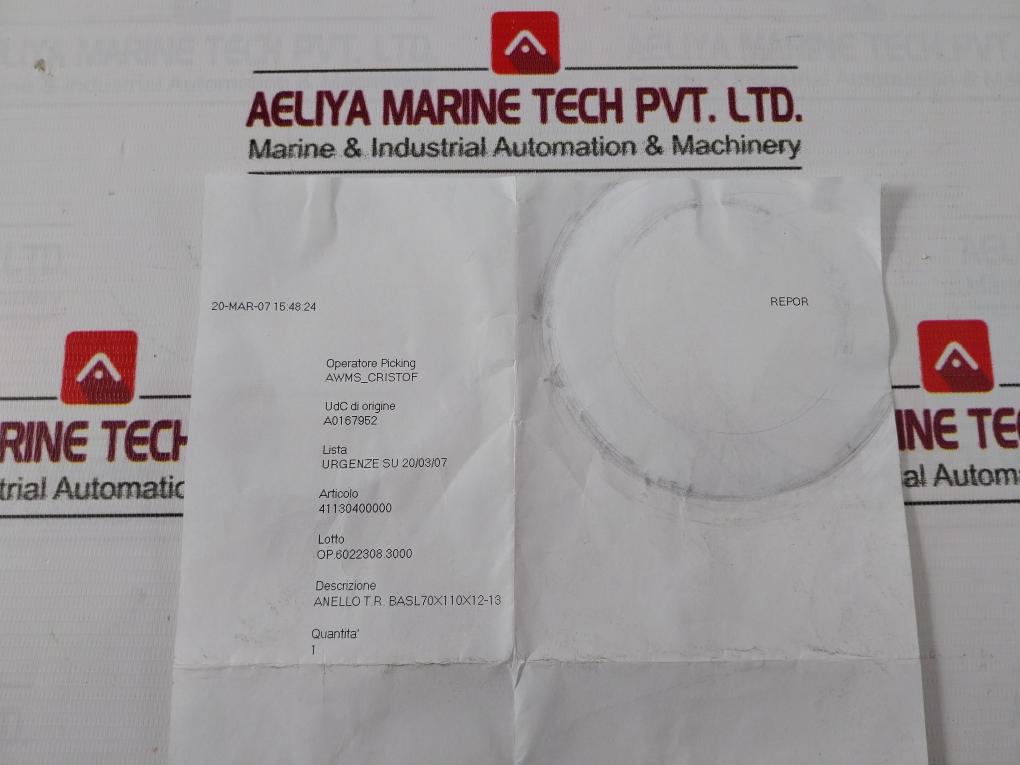 AELIYA MARINE TECH PVT. LTD.
Marine & Industrial Automation & Machinery
20-MAR-07 15:48:24
REPOR
Operatore Picking
AWMS_CRISTOF
UdC di origine
A0167952
Lista
URGENZE SU 20/03/07
Articolo
41130400000
Lotto
OP.6022308.3000
Descrizione
ANELLO T.R. BASL70X110X12-13
Quantita'
1
RINE TECH
trial Automatic
INE TE
al Autom